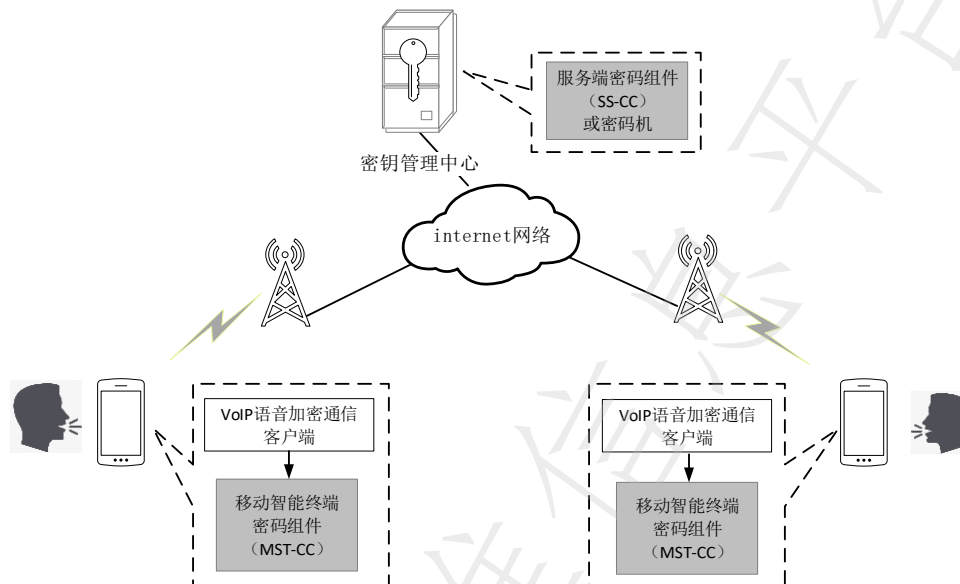 服务端密码组件
（SS-CC）
或密码机
密钥管理中心
internet网络
VoIP语音加密通信
客户端
移动智能终端
密码组件
（MST-CC）
VoIP语音加密通信
客户端
移动智能终端
密码组件
（MST-CC）